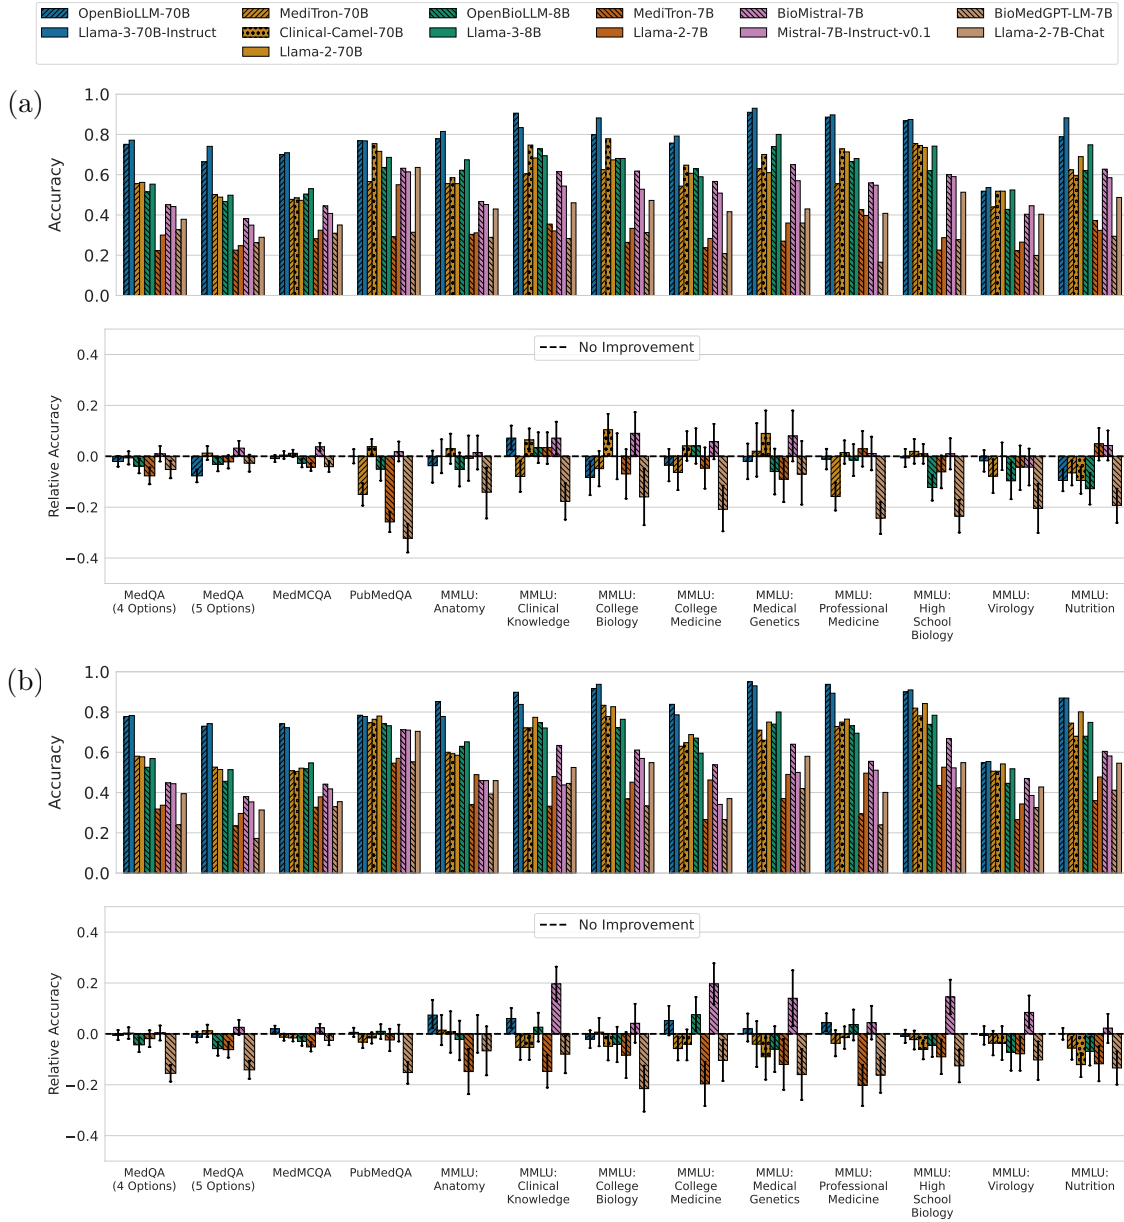 OpenBioLLM-70B MediTron-70B OpenBioLLM-8B MediTron-7B BioMistral-7B BioMedGPT-LM-7B
Llama-3-70B-Instruct Clinical-Camel-70B Llama-3-8B Llama-2-7B Mistral-7B-Instruct-v0.1 Llama-2-7B-Chat
Llama-2-70B
(a)
Accuracy
1.0
0.8
0.6
0.4
0.2
0.0
Relative Accuracy
0.4
0.2
0.0
−0.2
−0.4
No Improvement
MedQA MedQA MedMCQA PubMedQA MMLU: MMLU: MMLU: MMLU: MMLU: MMLU: MMLU: MMLU: MMLU:
(4 Options) (5 Options) Anatomy Clinical College College Medical Professional High Virology Nutrition
Knowledge Biology Medicine Genetics Medicine School
Biology
(b)
Accuracy
1.0
0.8
0.6
0.4
0.2
0.0
Relative Accuracy
0.4
0.2
0.0
−0.2
−0.4
No Improvement
MedQA MedQA MedMCQA PubMedQA MMLU: MMLU: MMLU: MMLU: MMLU: MMLU: MMLU: MMLU: MMLU:
(4 Options) (5 Options) Anatomy Clinical College College Medical Professional High Virology Nutrition
Knowledge Biology Medicine Genetics Medicine School
Biology